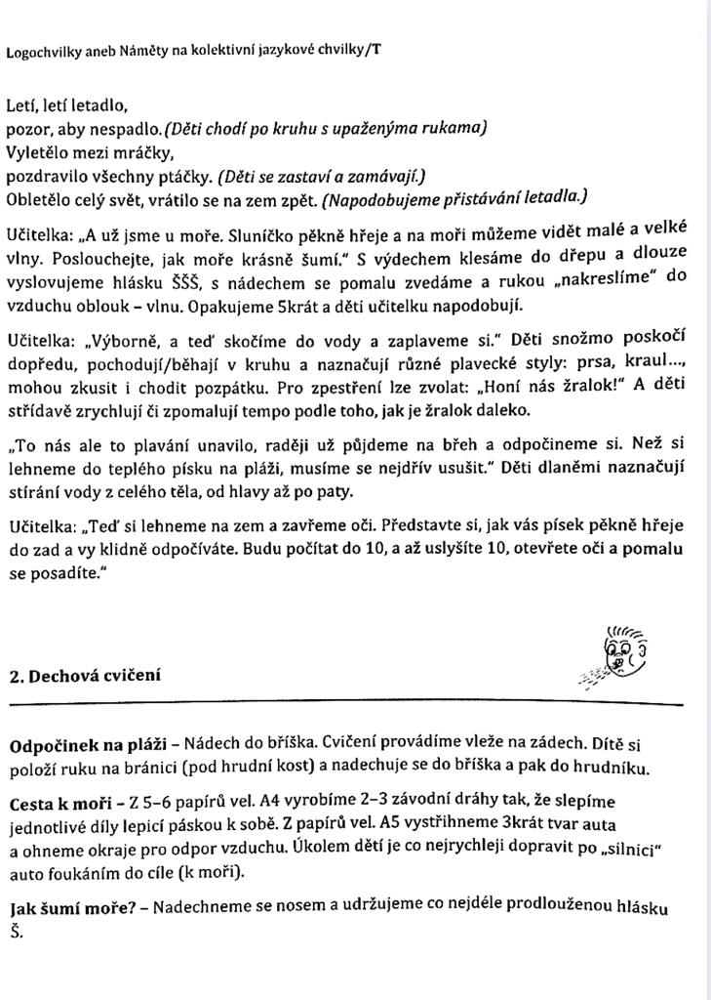 Logochvilky aneb Náměty na kolektivní jazykové chvilky/T
Letí, letí letadlo,
pozor, aby nespadlo. (Děti chodí po kruhu s upaženýma rukama)
Vyletělo mezi mráčky,
pozdravilo všechny ptáčky. (Děti se zastaví a zamávají.)
Obletělo celý svět, vrátilo se na zem zpět. (Napodobujeme přistávání letadla.)
Učitelka: „A už jsme u moře. Sluníčko pěkně hřeje a na moři můžeme vidět malé a velké
vlny. Poslouchejte, jak moře krásně šumí.“ S výdechem klesáme do dřepu a dlouze
vyslovujeme hlásku ŠŠŠ, s nádechem se pomalu zvedáme a rukou „nakreslíme“ do
vzduchu oblouk – vlnu. Opakujeme 5krát a děti učitelku napodobují.
Učitelka: „Výborně, a teď skočíme do vody a zaplaveme si.“ Děti snožmo poskočí
dopředu, pochodují/běhají v kruhu a naznačují různé plavecké styly: prsa, kraul...,
mohou zkusit i chodit pozpátku. Pro zpestření lze zvolat: „Honí nás žralok!“ A děti
střídavě zrychlují či zpomalují tempo podle toho, jak je žralok daleko.
„To nás ale to plavání unavilo, raději už půjdeme na břeh a odpočineme si. Než si
lehneme do teplého písku na pláži, musíme se nejdřív usušit.“ Děti dlaněmi naznačují
stírání vody z celého těla, od hlavy až po paty.
Učitelka: „Teď si lehneme na zem a zavřeme oči. Představte si, jak vás písek pěkně hřeje
do zad a vy klidně odpočíváte. Budu počítat do 10, a až uslyšíte 10, otevřete oči a pomalu
se posadíte.“
2. Dechová cvičení
Odpočinek na pláži – Nádech do bříška. Cvičení provádíme vleže na zádech. Dítě si
položí ruku na bránici (pod hrudní kost) a nadechuje se do bříška a pak do hrudníku.
Cesta k moři – Z 5–6 papírů vel. A4 vyrobíme 2–3 závodní dráhy tak, že slepíme
jednotlivé díly lepicí páskou k sobě. Z papírů vel. A5 vystřihneme 3krát tvar auta
a ohneme okraje pro odpor vzduchu. Úkolem dětí je co nejrychleji dopravit po „silnici“
auto foukáním do cíle (k moři).
Jak šumí moře? – Nadechneme se nosem a udržujeme co nejdéle prodlouženou hlásku
Š.